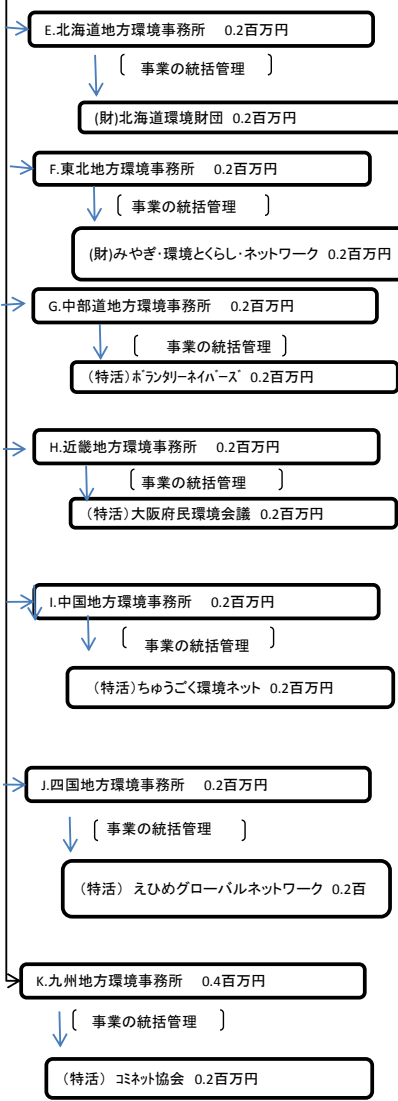 E.北海道地方環境事務所 0.2百万円
〔 事業の統括管理 〕
(財)北海道環境財団 0.2百万円
F.東北地方環境事務所 0.2百万円
〔 事業の統括管理 〕
(財)みやぎ・環境とくらし・ネットワーク 0.2百万円
G.中部道地方環境事務所 0.2百万円
〔 事業の統括管理 〕
（特活）ﾎﾞﾗﾝﾀﾘｰﾈｲﾊﾞｰｽﾞ 0.2百万円
H.近畿地方環境事務所 0.2百万円
〔 事業の統括管理 〕
（特活）大阪府民環境会議 0.2百万円
I.中国地方環境事務所 0.2百万円
〔 事業の統括管理 〕
（特活）ちゅうごく環境ネット 0.2百万円
J.四国地方環境事務所 0.2百万円
〔 事業の統括管理 〕
（特活） えひめグローバルネットワーク 0.2百
K.九州地方環境事務所 0.4百万円
〔 事業の統括管理 〕
（特活） ｺﾐﾈｯﾄ協会 0.2百万円